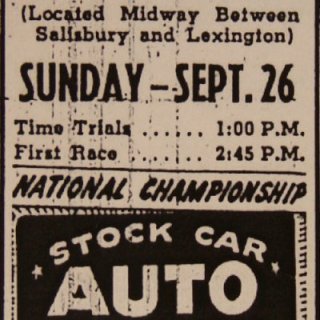 (Located Midway Between
Salisbury and Lexington)
SUNDAY – SEPT. 26
Time Trials ...... 1:00 P.M.
First Race ...... 2:45 P.M.
NATIONAL CHAMPIONSHIP
STOCK CAR
AUTO